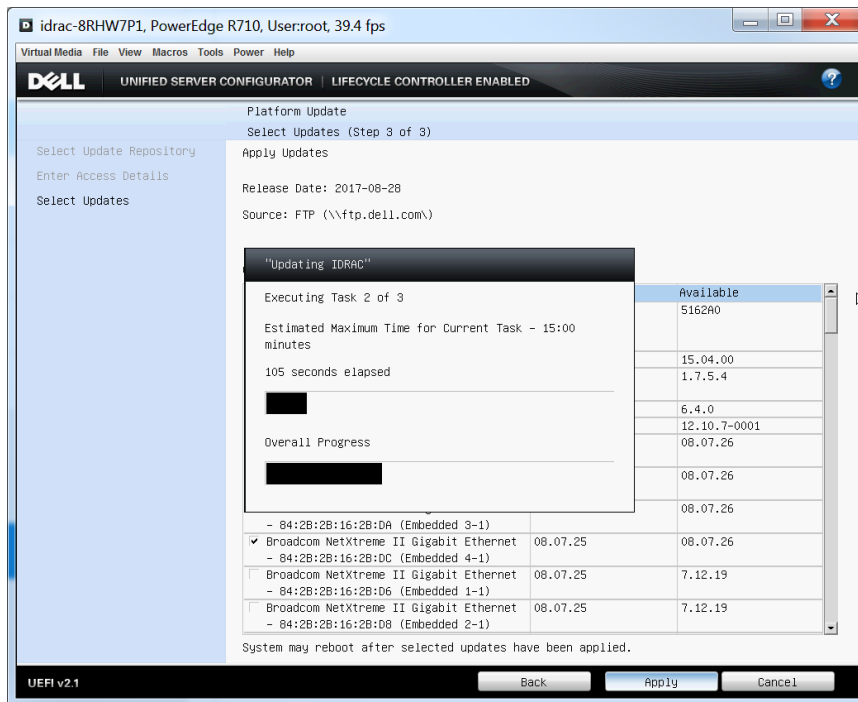 idrac-8RHW7P1, PowerEdge R710, User:root, 39.4 fps
Virtual Media File View Macros Tools Power Help
DELL UNIFIED SERVER CONFIGURATOR | LIFECYCLE CONTROLLER ENABLED ?
Platform Update
Select Updates (Step 3 of 3)
Select Update Repository
Enter Access Details
Select Updates
Apply Updates
Release Date: 2017-08-28
Source: FTP (\\ftp.dell.com\)
"Updating IDRAC"
Executing Task 2 of 3
Estimated Maximum Time for Current Task - 15:00
minutes
105 seconds elapsed
Overall Progress
Available
5162A0
15.04.00
1.7.5.4
6.4.0
12.10.7-0001
08.07.26
08.07.26
08.07.26
- 84:2B:2B:16:2B:DA (Embedded 3-1)
Broadcom NetXtreme II Gigabit Ethernet 08.07.25 08.07.26
- 84:2B:2B:16:2B:DC (Embedded 4-1)
Broadcom NetXtreme II Gigabit Ethernet 08.07.25 7.12.19
- 84:2B:2B:16:2B:D6 (Embedded 1-1)
Broadcom NetXtreme II Gigabit Ethernet 08.07.25 7.12.19
- 84:2B:2B:16:2B:D8 (Embedded 2-1)
System may reboot after selected updates have been applied.
UEFI v2.1 Back Apply Cancel